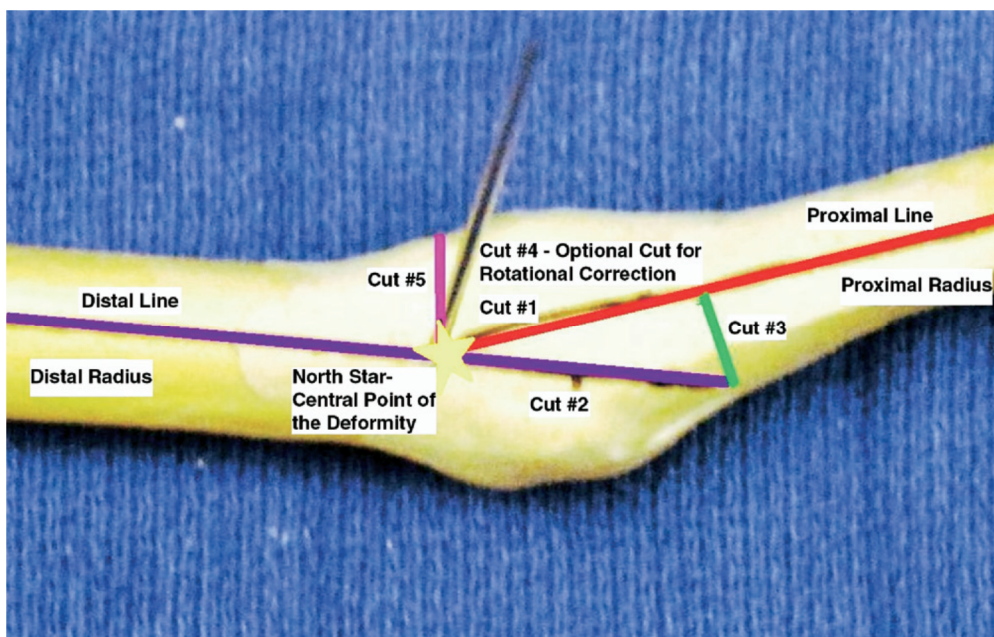 Proximal Line
Cut #4 - Optional Cut for
Rotational Correction
Cut #5
Proximal Radius
Distal Line
Cut #1
Cut #3
Distal Radius
North Star-
Central Point of
the Deformity
Cut #2